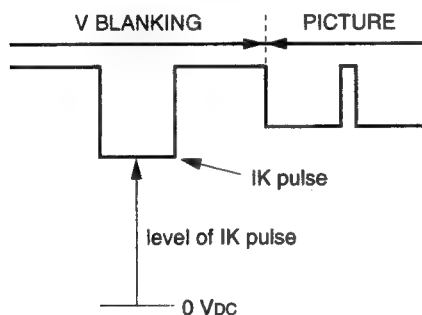 V BLANKING
PICTURE
IK pulse
level of IK pulse
0 VDC